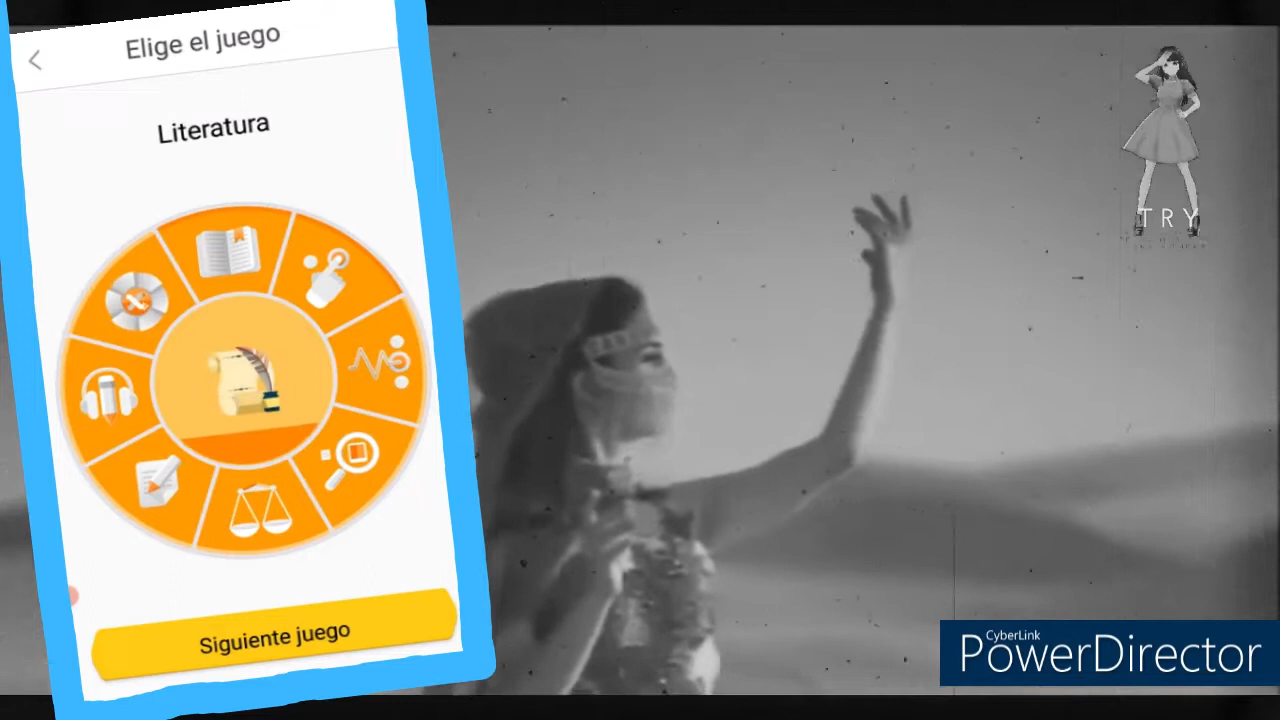 Elige el juego
Literatura
Siguiente juego
TRY
CyberLink
PowerDirector